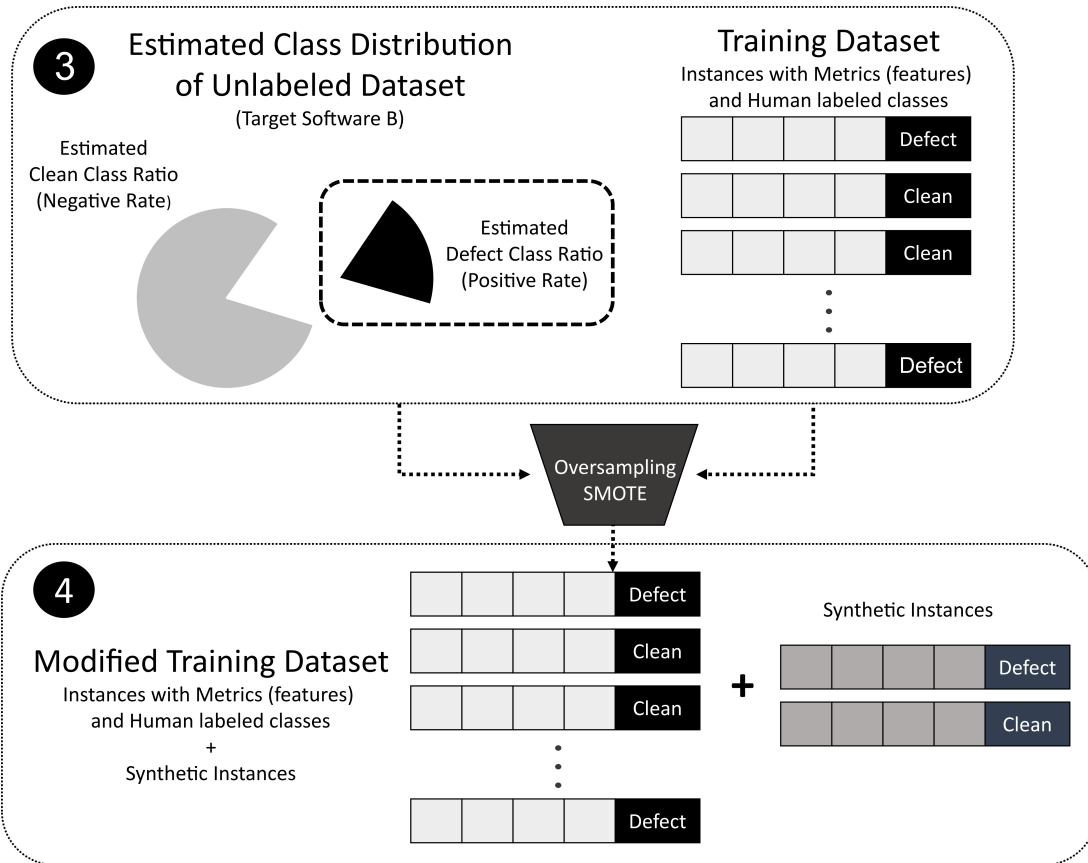 3
Estimated Class Distribution
of Unlabeled Dataset
(Target Software B)
Estimated
Clean Class Ratio
(Negative Rate)
Estimated
Defect Class Ratio
(Positive Rate)
Training Dataset
Instances with Metrics (features)
and Human labeled classes
Defect
Clean
Clean
Defect
Oversampling
SMOTE
4
Modified Training Dataset
Instances with Metrics (features)
and Human labeled classes
+
Synthetic Instances
Defect
Clean
Clean
Defect
+
Synthetic Instances
Defect
Clean